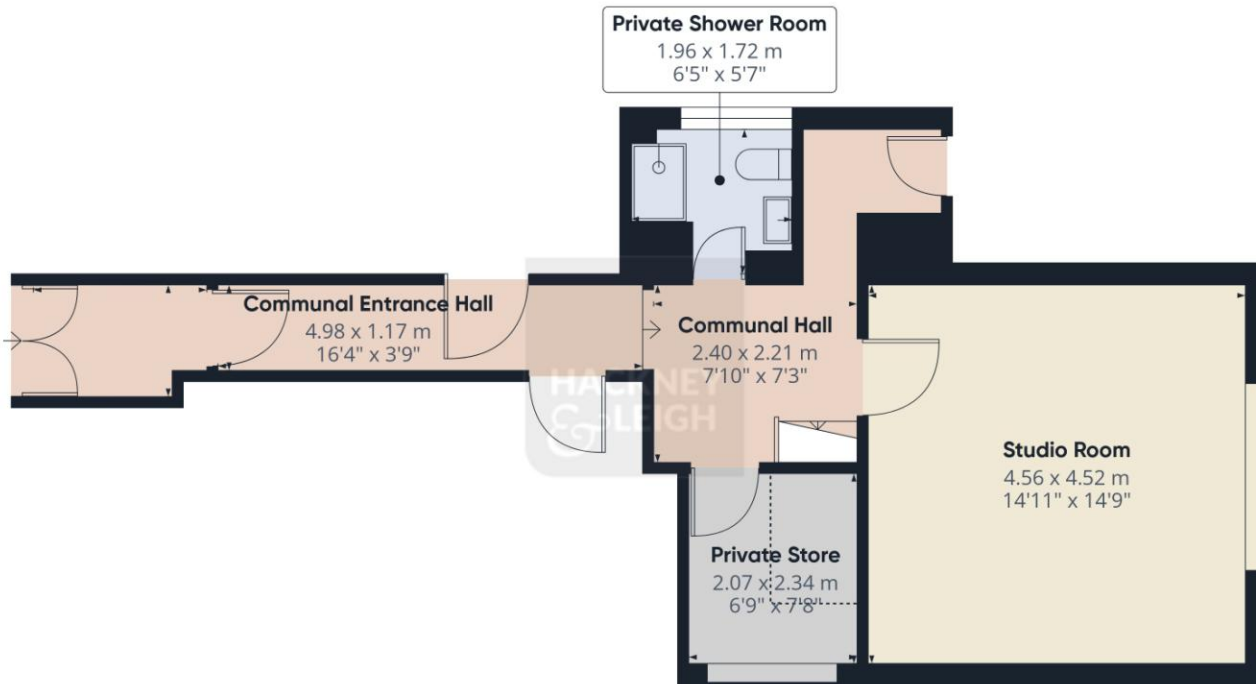 Private Shower Room
1.96 x 1.72 m
6'5" x 5'7"
Communal Entrance Hall
4.98 x 1.17 m
16'4" x 3'9"
Communal Hall
2.40 x 2.21 m
7'10" x 7'3"
HACKNEY
& LEIGH
Studio Room
4.56 x 4.52 m
14'11" x 14'9"
Private Store
2.07 x 2.34 m
6'9" x 7'8"